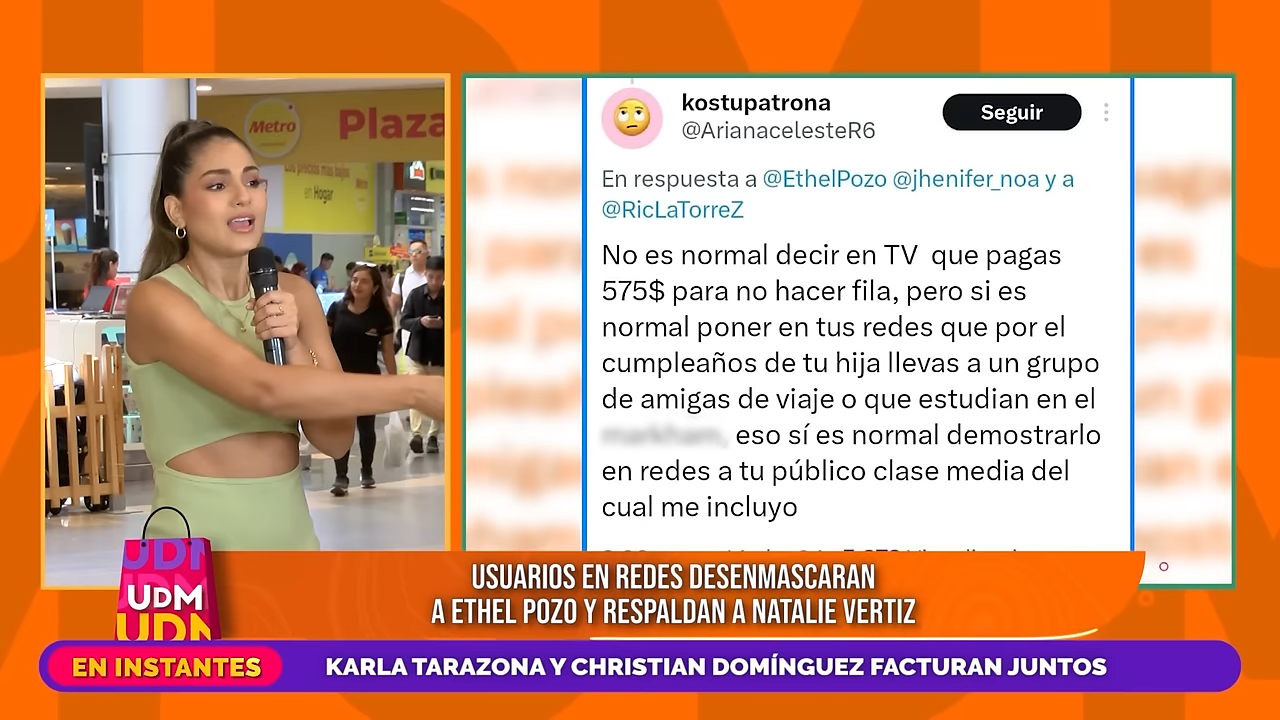 Metro
Plaza
Los precios más bajos
en Hogar
kostupatrona
@ArianacelesteR6
Seguir
En respuesta a @EthelPozo @jhenifer_noa y a
@RicLaTorreZ
No es normal decir en TV que pagas
575$ para no hacer fila, pero si es
normal poner en tus redes que por el
cumpleaños de tu hija llevas a un grupo
de amigas de viaje o que estudian en el
eso sí es normal demostrarlo
en redes a tu público clase media del
cual me incluyo
UDM
USUARIOS EN REDES DESENMASCARAN
A ETHEL POZO Y RESPALDAN A NATALIE VERTIZ
EN INSTANTES
KARLA TARAZONA Y CHRISTIAN DOMÍNGUEZ FACTURAN JUNTOS